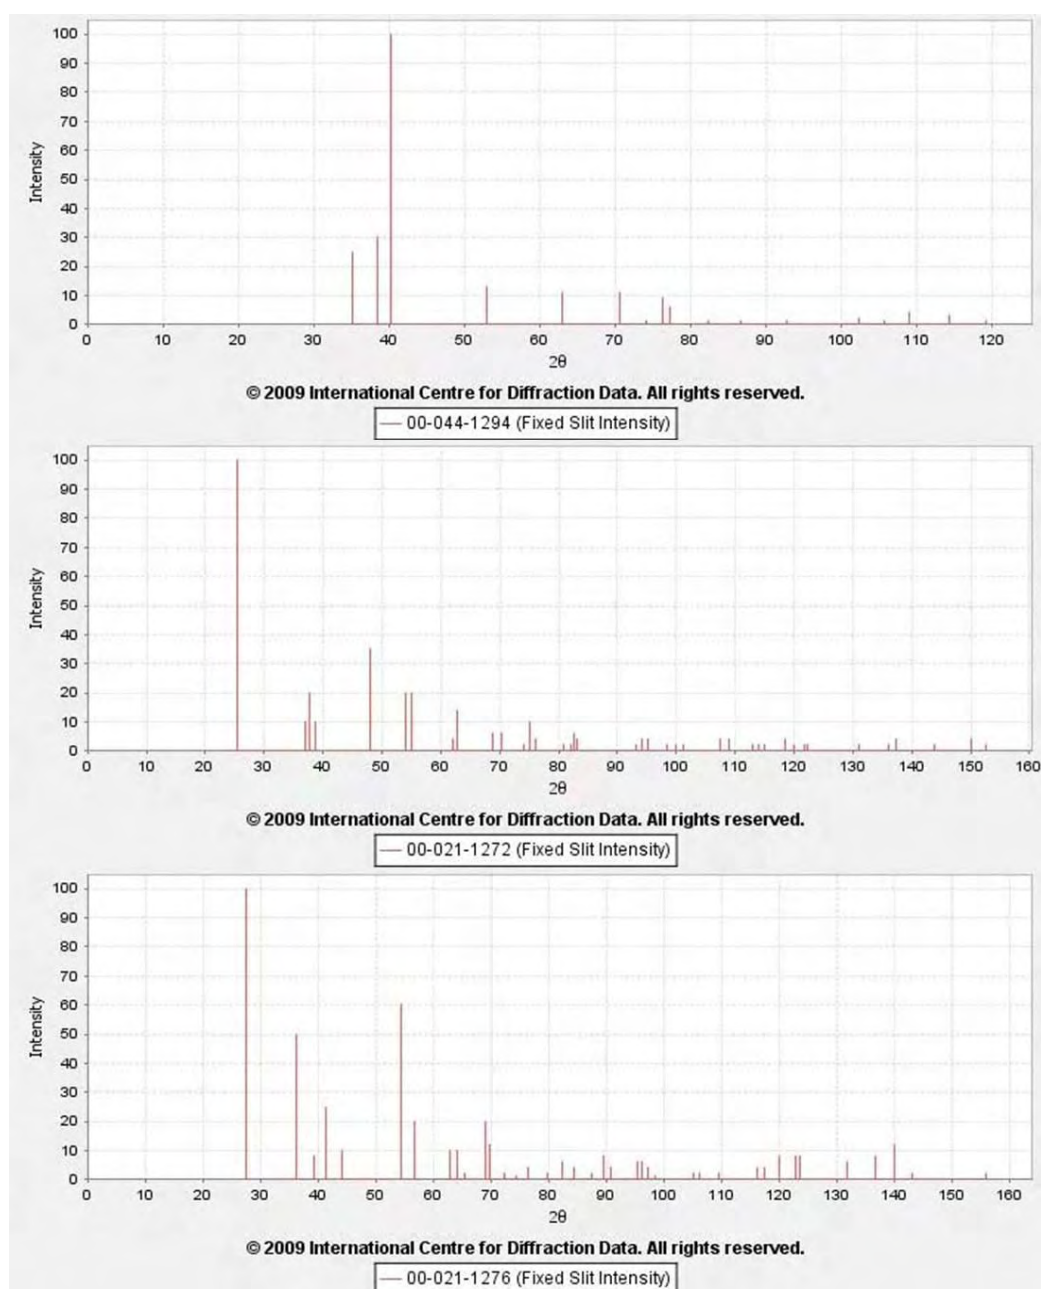 100
90
80
70
60
50
40
30
20
10
0
Intensity
0 10 20 30 40 50 60 70 80 90 100 110 120
2θ
© 2009 International Centre for Diffraction Data. All rights reserved.
00-044-1294 (Fixed Slit Intensity)
100
90
80
70
60
50
40
30
20
10
0
Intensity
0 10 20 30 40 50 60 70 80 90 100 110 120 130 140 150 160
2θ
© 2009 International Centre for Diffraction Data. All rights reserved.
00-021-1272 (Fixed Slit Intensity)
100
90
80
70
60
50
40
30
20
10
0
Intensity
0 10 20 30 40 50 60 70 80 90 100 110 120 130 140 150 160
2θ
© 2009 International Centre for Diffraction Data. All rights reserved.
00-021-1276 (Fixed Slit Intensity)